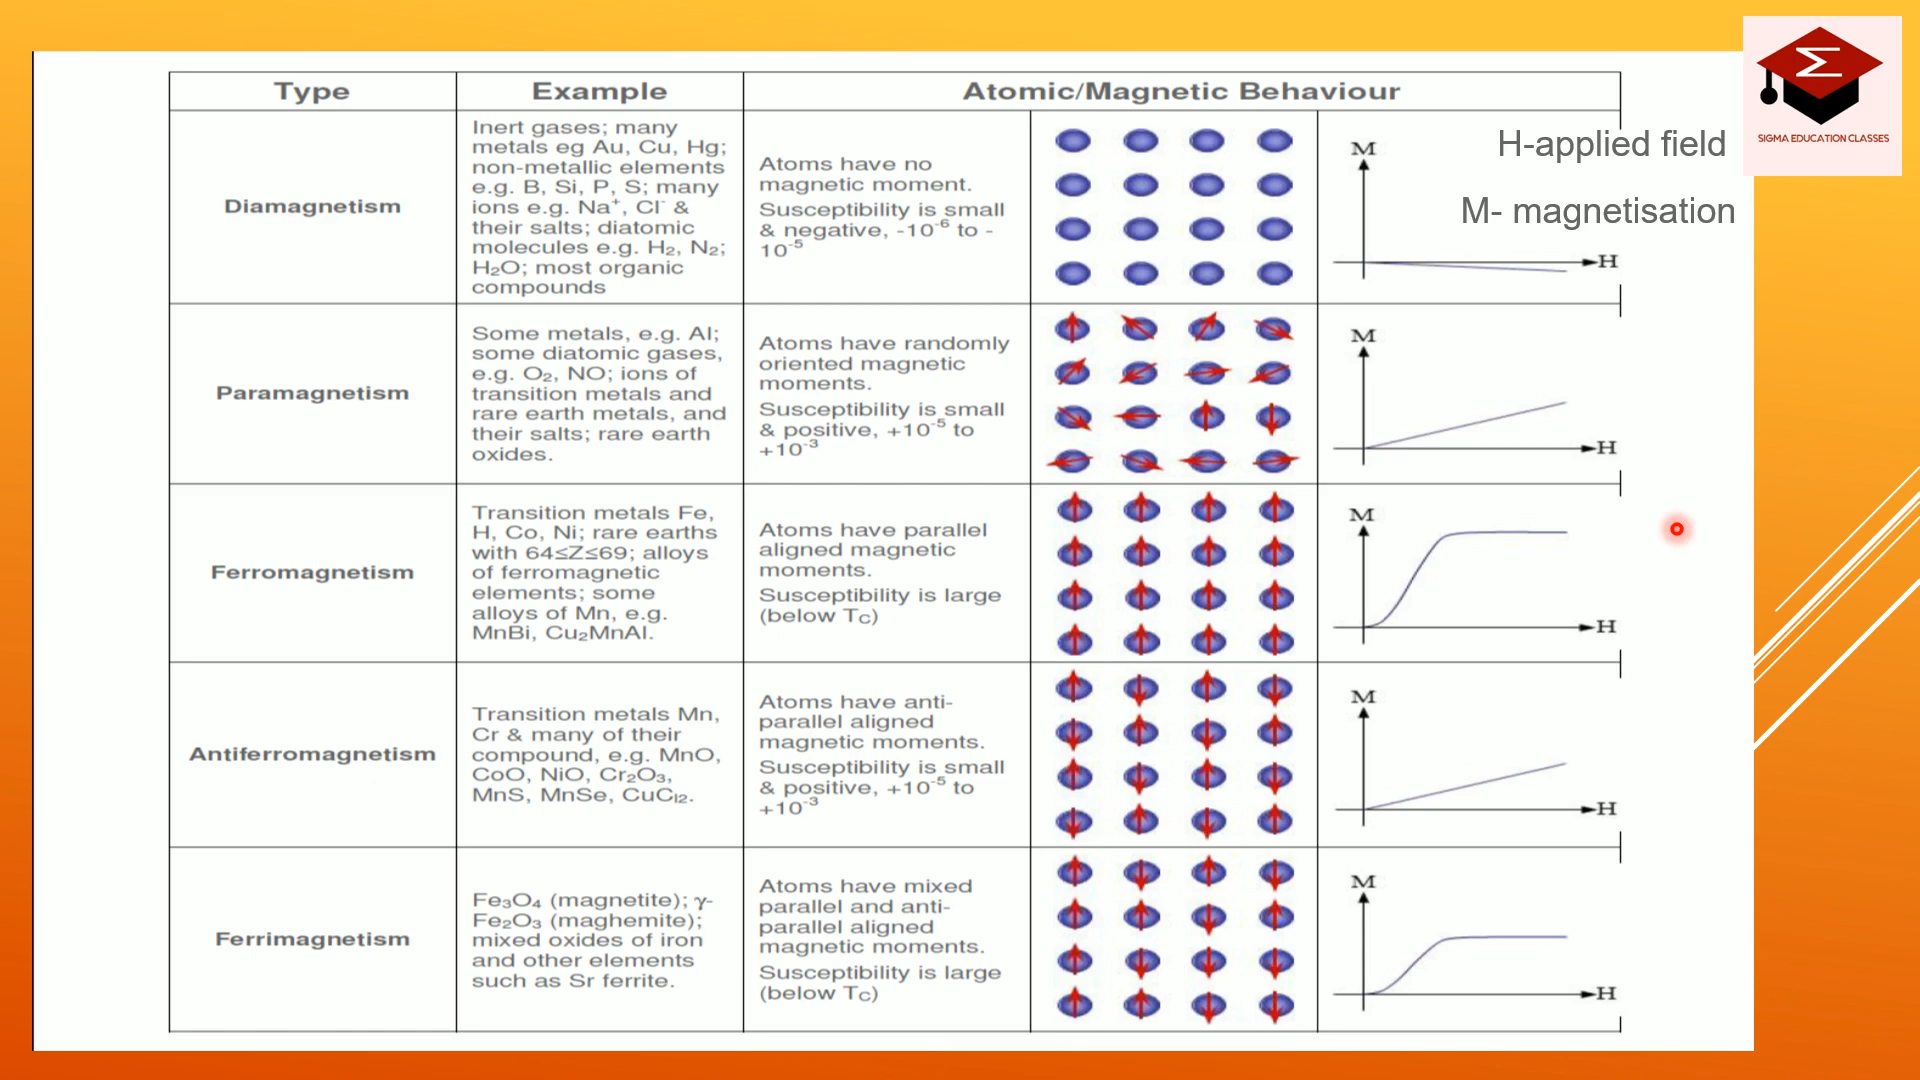 Type Example Atomic/Magnetic Behaviour
SIGMA EDUCATION CLASSES
H-applied field
M- magnetisation
Diamagnetism
Inert gases; many
metals eg Au, Cu, Hg;
non-metallic elements
e.g. B, Si, P, S; many
ions e.g. Na⁺, Cl⁻ &
their salts; diatomic
molecules e.g. H₂, N₂;
H₂O; most organic
compounds
Atoms have no
magnetic moment.
Susceptibility is small
& negative, -10⁻⁶ to -
10⁻⁵
M
H
Paramagnetism
Some metals, e.g. Al;
some diatomic gases,
e.g. O₂, NO; ions of
transition metals and
rare earth metals, and
their salts; rare earth
oxides.
Atoms have randomly
oriented magnetic
moments.
Susceptibility is small
& positive, +10⁻⁵ to
+10⁻³
M
H
Ferromagnetism
Transition metals Fe,
H, Co, Ni; rare earths
with 64≤Z≤69; alloys
of ferromagnetic
elements; some
alloys of Mn, e.g.
MnBi, Cu₂MnAl.
Atoms have parallel
aligned magnetic
moments.
Susceptibility is large
(below TC)
M
H
Antiferromagnetism
Transition metals Mn,
Cr & many of their
compound, e.g. MnO,
CoO, NiO, Cr₂O₃,
MnS, MnSe, CuCl₂.
Atoms have anti-
parallel aligned
magnetic moments.
Susceptibility is small
& positive, +10⁻⁵ to
+10⁻³
M
H
Ferrimagnetism
Fe₃O₄ (magnetite); γ-
Fe₂O₃ (maghemite);
mixed oxides of iron
and other elements
such as Sr ferrite.
Atoms have mixed
parallel and anti-
parallel aligned
magnetic moments.
Susceptibility is large
(below TC)
M
H